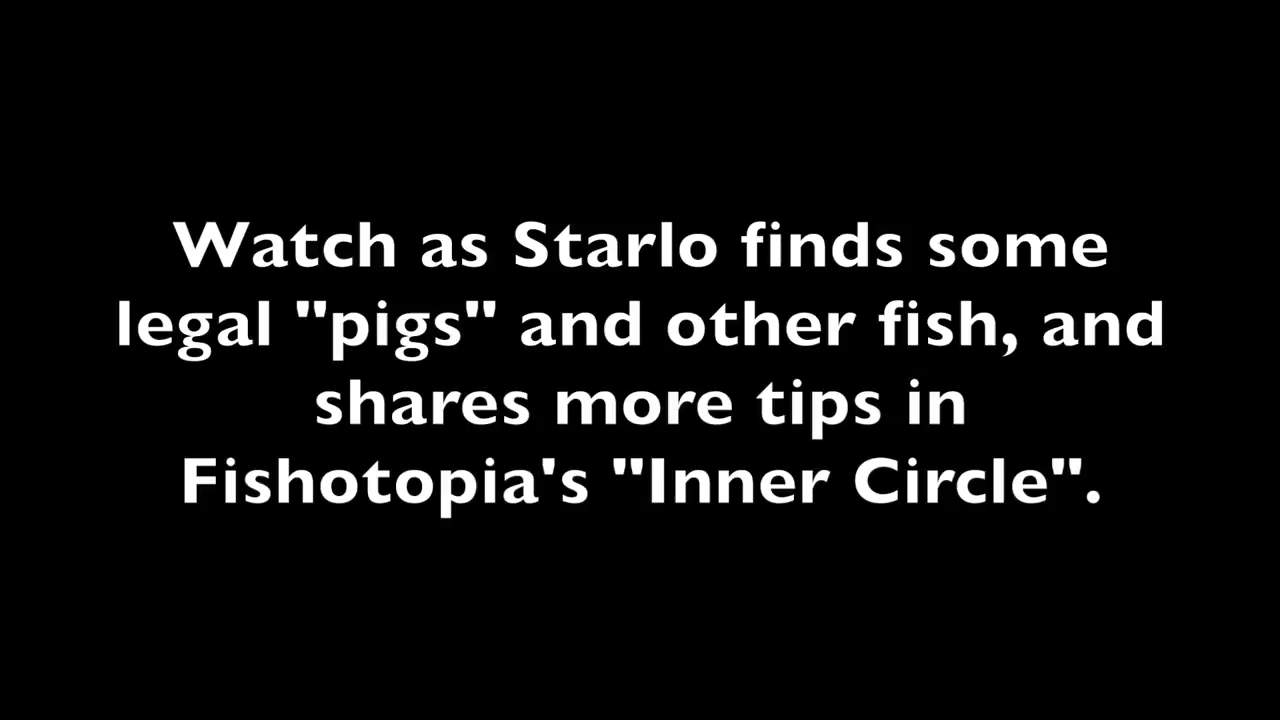 Watch as Starlo finds some
legal "pigs" and other fish, and
shares more tips in
Fishotopia's "Inner Circle".